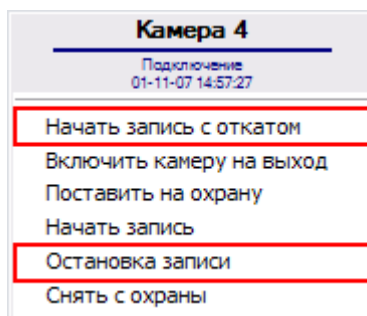 Камера 4
Подключение
01-11-07 14:57:27
Начать запись с откатом
Включить камеру на выход
Поставить на охрану
Начать запись
Остановка записи
Снять с охраны